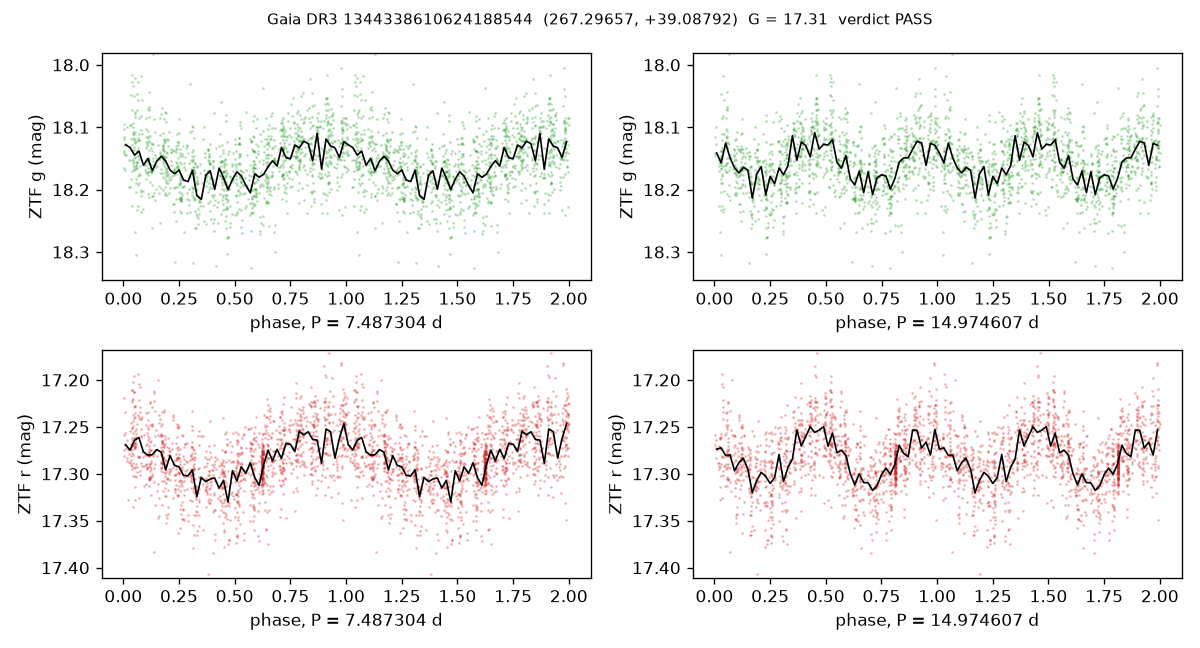 Gaia DR3 1344338610624188544 (267.29657, +39.08792) G = 17.31 verdict PASS
ZTF g (mag)
18.0
18.1
18.2
18.3
0.00 0.25 0.50 0.75 1.00 1.25 1.50 1.75 2.00
phase, P = 7.487304 d
ZTF g (mag)
18.0
18.1
18.2
18.3
0.00 0.25 0.50 0.75 1.00 1.25 1.50 1.75 2.00
phase, P = 14.974607 d
ZTF r (mag)
17.20
17.25
17.30
17.35
17.40
0.00 0.25 0.50 0.75 1.00 1.25 1.50 1.75 2.00
phase, P = 7.487304 d
ZTF r (mag)
17.20
17.25
17.30
17.35
17.40
0.00 0.25 0.50 0.75 1.00 1.25 1.50 1.75 2.00
phase, P = 14.974607 d